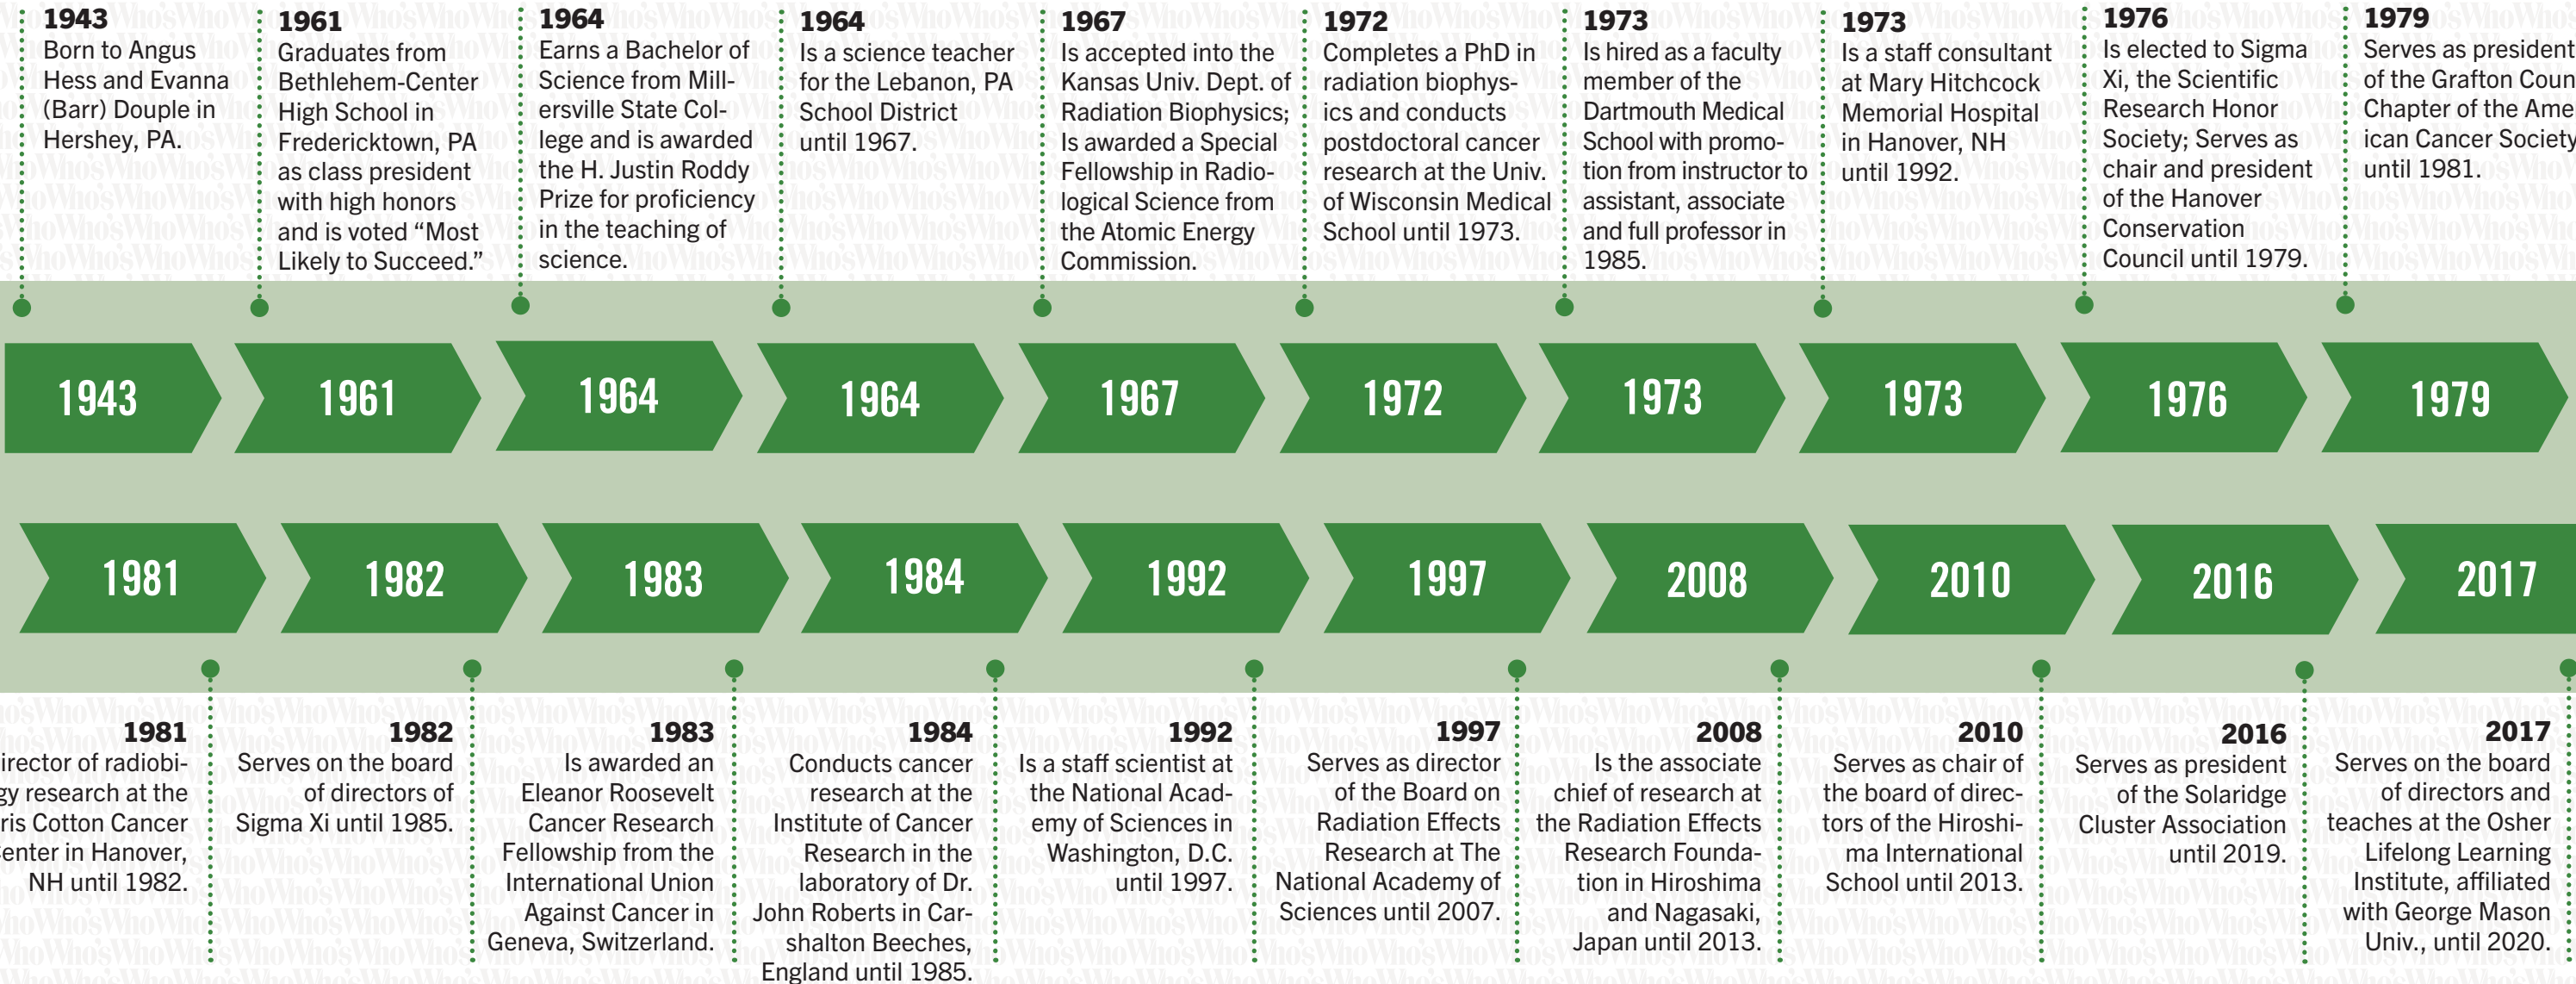 1943
Born to Angus
Hess and Evanna
(Barr) Douple in
Hershey, PA.
1961
Graduates from
Bethlehem-Center
High School in
Fredericktown, PA
as class president
with high honors
and is voted “Most
Likely to Succeed.”
1964
Earns a Bachelor of
Science from Mill-
ersville State Col-
lege and is awarded
the H. Justin Roddy
Prize for proficiency
in the teaching of
science.
1964
Is a science teacher
for the Lebanon, PA
School District
until 1967.
1967
Is accepted into the
Kansas Univ. Dept. of
Radiation Biophysics;
Is awarded a Special
Fellowship in Radio-
logical Science from
the Atomic Energy
Commission.
1972
Completes a PhD in
radiation biophys-
ics and conducts
postdoctoral cancer
research at the Univ.
of Wisconsin Medical
School until 1973.
1973
Is hired as a faculty
member of the
Dartmouth Medical
School with promo-
tion from instructor to
assistant, associate
and full professor in
1985.
1973
Is a staff consultant
at Mary Hitchcock
Memorial Hospital
in Hanover, NH
until 1992.
1976
Is elected to Sigma
Xi, the Scientific
Research Honor
Society; Serves as
chair and president
of the Hanover
Conservation
Council until 1979.
1979
Serves as president
of the Grafton Coun
Chapter of the Ame
ican Cancer Society
until 1981.
1943
1961
1964
1964
1967
1972
1973
1973
1976
1979
1981
1982
1983
1984
1992
1997
2008
2010
2016
2017
1981
irector of radiobi-
gy research at the
ris Cotton Cancer
enter in Hanover,
NH until 1982.
1982
Serves on the board
of directors of
Sigma Xi until 1985.
1983
Is awarded an
Eleanor Roosevelt
Cancer Research
Fellowship from the
International Union
Against Cancer in
Geneva, Switzerland.
1984
Conducts cancer
research at the
Institute of Cancer
Research in the
laboratory of Dr.
John Roberts in Car-
shalton Beeches,
England until 1985.
1992
Is a staff scientist at
the National Acad-
emy of Sciences in
Washington, D.C.
until 1997.
1997
Serves as director
of the Board on
Radiation Effects
Research at The
National Academy of
Sciences until 2007.
2008
Is the associate
chief of research at
the Radiation Effects
Research Founda-
tion in Hiroshima
and Nagasaki,
Japan until 2013.
2010
Serves as chair of
the board of direc-
tors of the Hiroshi-
ma International
School until 2013.
2016
Serves as president
of the Solaridge
Cluster Association
until 2019.
2017
Serves on the board
of directors and
teaches at the Osher
Lifelong Learning
Institute, affiliated
with George Mason
Univ., until 2020.